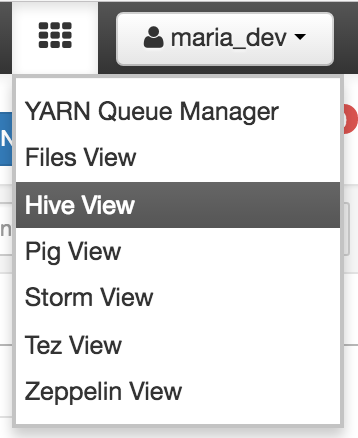 maria_dev
YARN Queue Manager
Files View
Hive View
Pig View
Storm View
Tez View
Zeppelin View